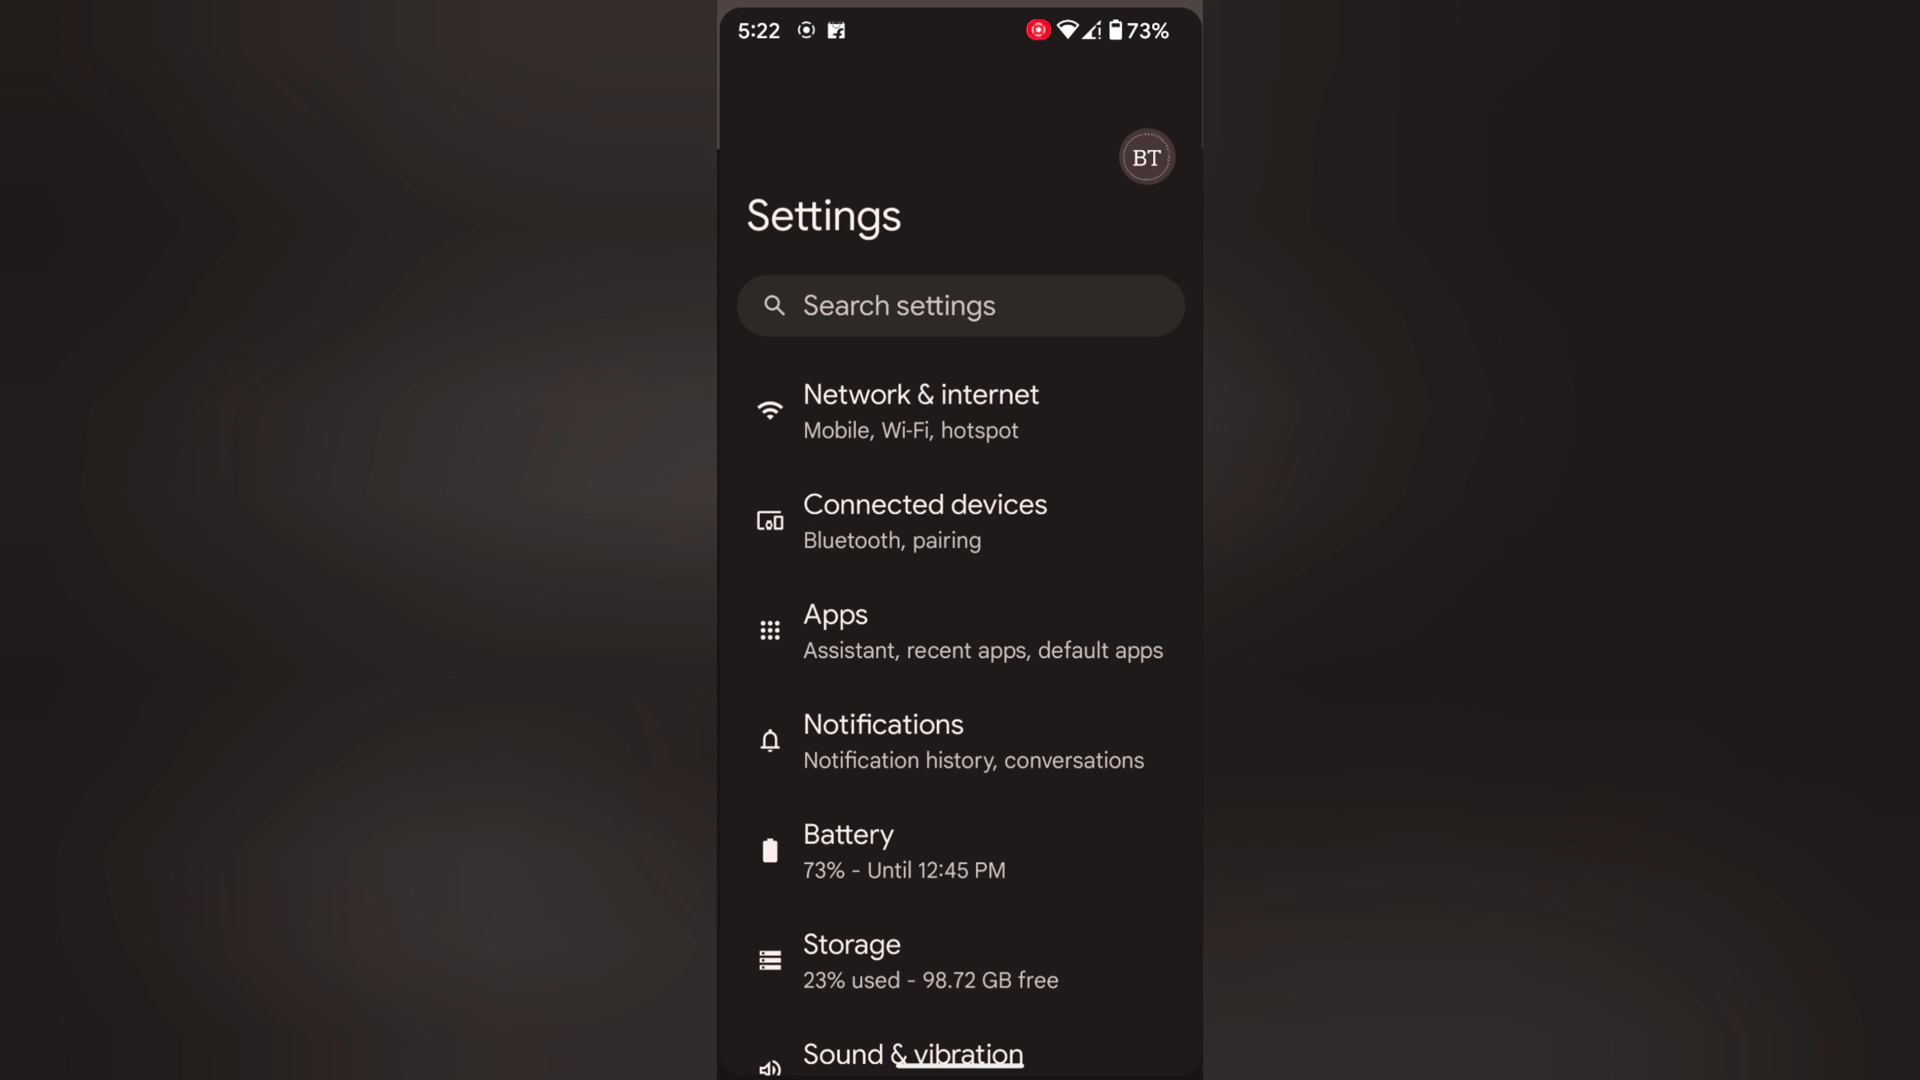 5:22 73%
BT
Settings
Search settings
Network & internet
Mobile, Wi-Fi, hotspot
Connected devices
Bluetooth, pairing
Apps
Assistant, recent apps, default apps
Notifications
Notification history, conversations
Battery
73% - Until 12:45 PM
Storage
23% used - 98.72 GB free
Sound & vibration